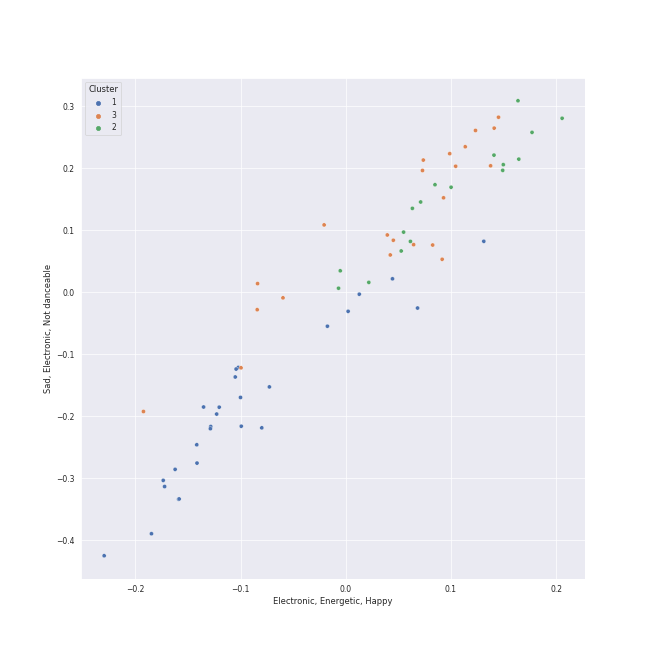 Cluster
1
3
2
0.3
0.2
0.1
0.0
−0.1
−0.2
−0.3
−0.4
Sad, Electronic, Not danceable
−0.2 −0.1 0.0 0.1 0.2
Electronic, Energetic, Happy